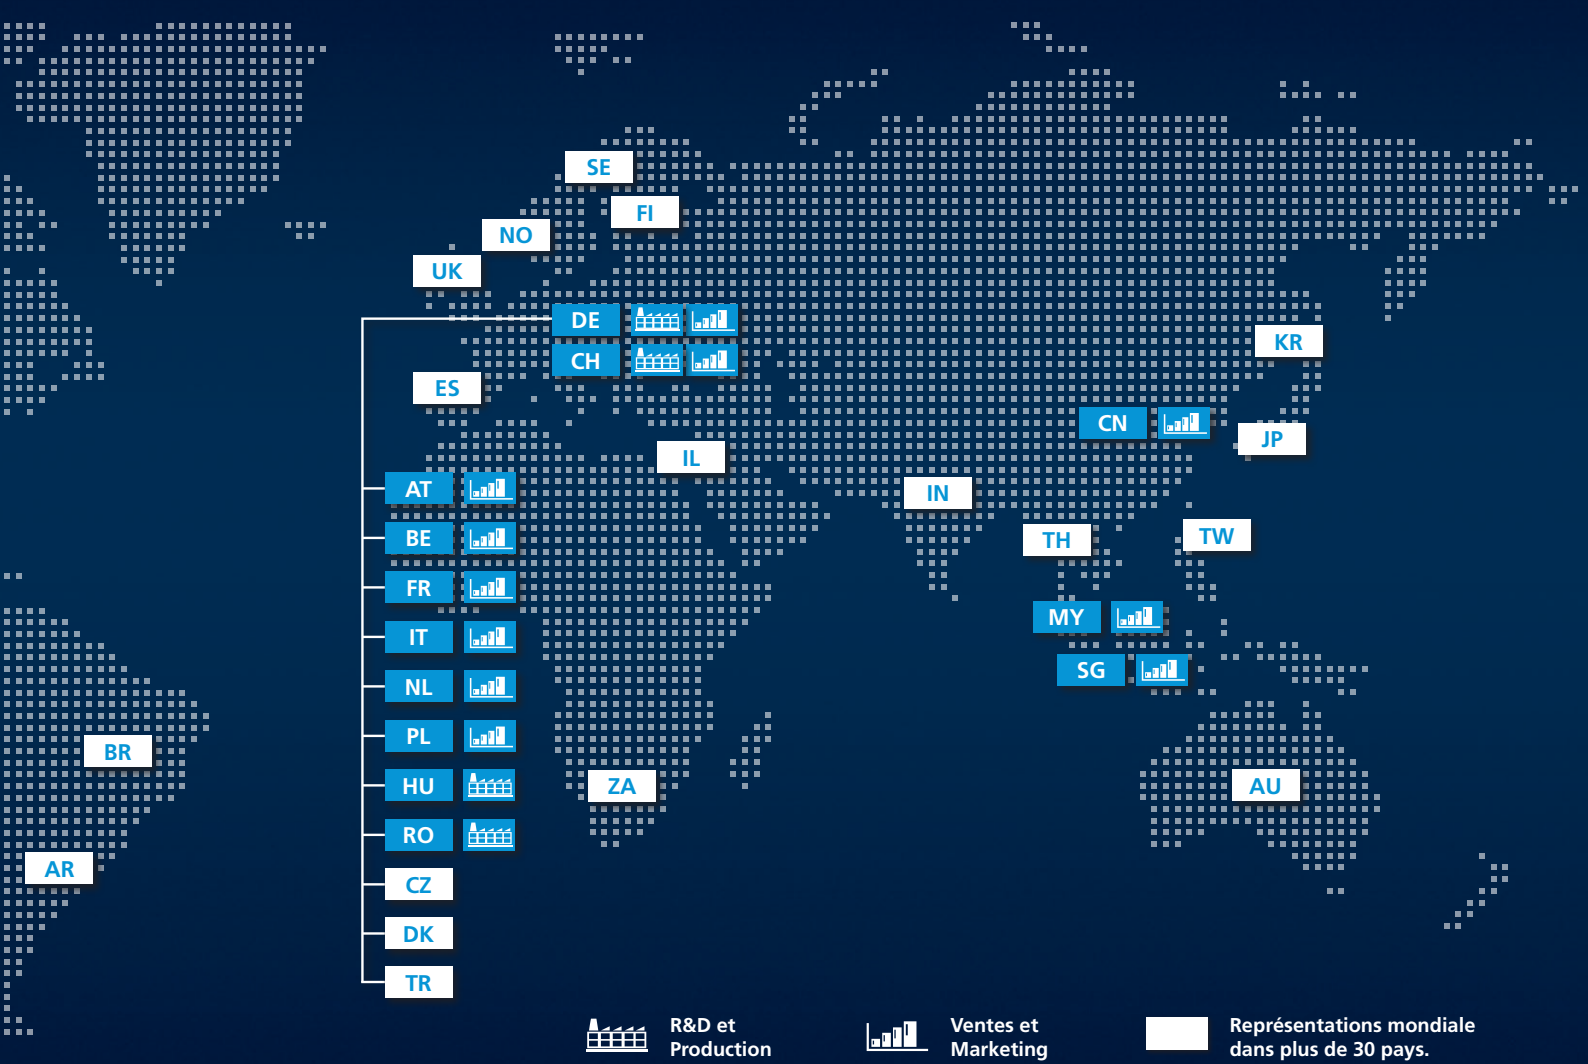 SE
FI
NO
UK
DE
CH
KR
ES
CN
JP
IL
AT
IN
BE
TH
TW
FR
MY
IT
SG
NL
PL
BR
HU
ZA
AU
RO
AR
CZ
DK
TR
R&D et
Production
Ventes et
Marketing
Représentations mondiale
dans plus de 30 pays.